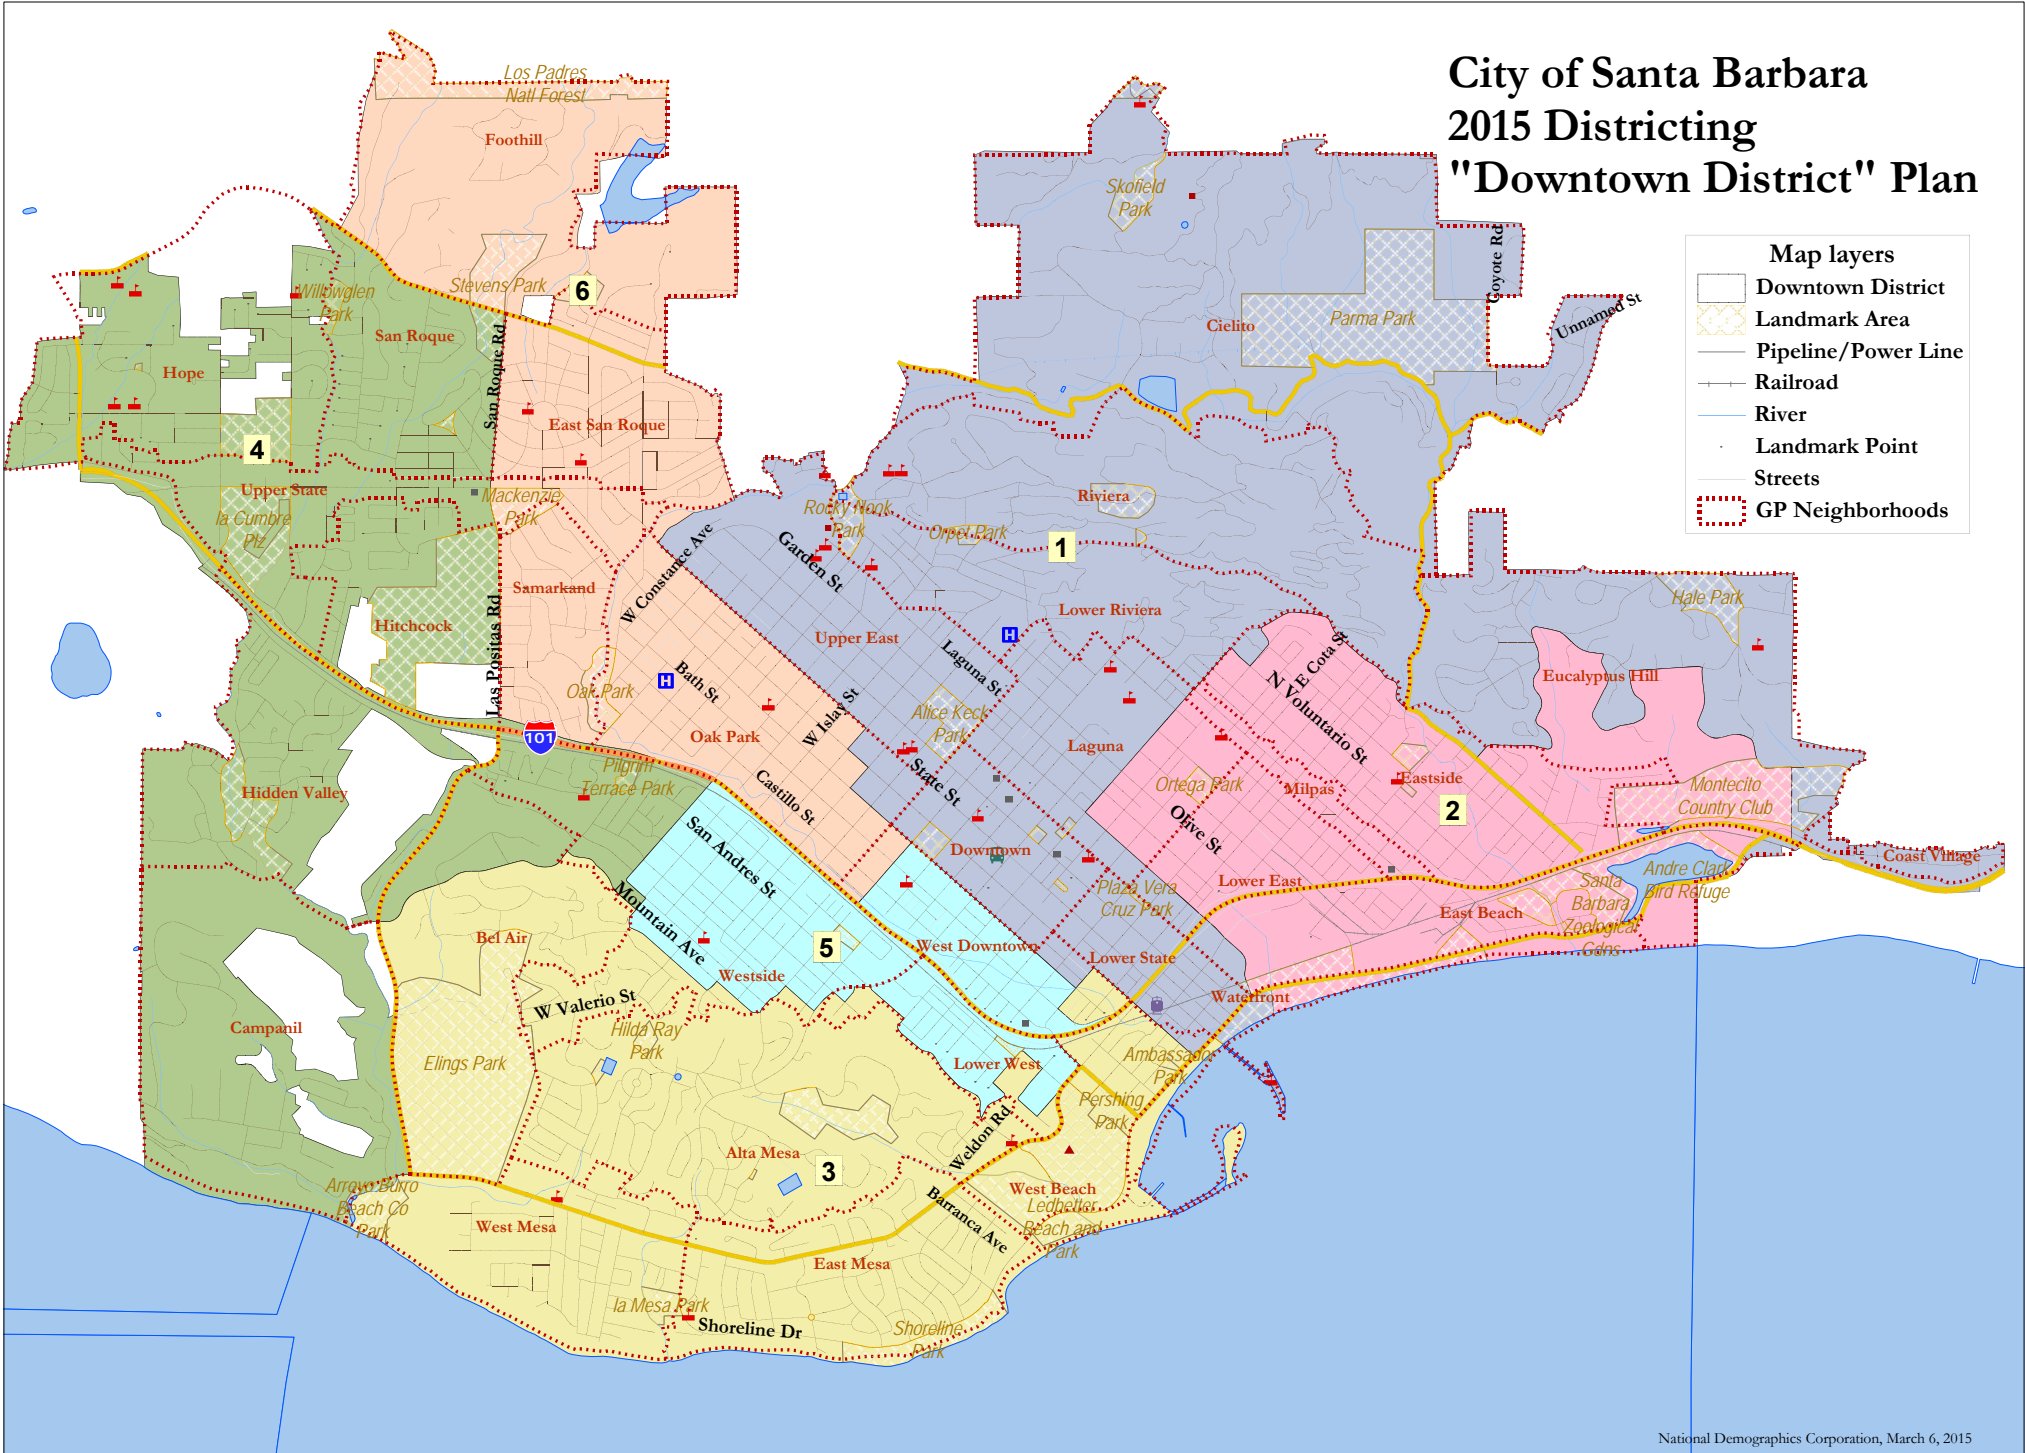 City of Santa Barbara
2015 Districting
"Downtown District" Plan
Map layers
Downtown District
Landmark Area
Pipeline/Power Line
Railroad
River
Landmark Point
Streets
GP Neighborhoods
Los Padres
Natl Forest
Foothill
Skofield
Park
Coyote Rd
Unnamed St
Stevens Park
6
Willowglen
Park
San Roque
San Roque Rd
Cielito
Parma Park
Hope
East San Roque
4
Upper State
la Cumbre
Plz
Mackenzie
Park
Rocky Nook
Park
Orpet Park
Riviera
1
W Constance Ave
Garden St
Samarkand
Hitchcock
Las Positas Rd
Upper East
Lower Riviera
Hale Park
H
Laguna St
E Cota St
N Voluntario St
Eucalyptus Hill
Oak Park
H
Bath St
W Islay St
Alice Keck
Park
Laguna
Oak Park
101
Pilgrim
Terrace Park
Castillo St
State St
Ortega Park
Milpas
Eastside
2
Montecito
Country Club
Hidden Valley
Olive St
San Andres St
Downtown
Coast Village
Mountain Ave
Plaza Vera
Cruz Park
Lower East
Santa
Barbara
Zoological
Gdns
Andre Clark
Bird Refuge
East Beach
Bel Air
5
West Downtown
Lower State
Westside
Waterfront
W Valerio St
Campanil
Elings Park
Hilda Ray
Park
Lower West
Ambassador
Park
Pershing
Park
Weldon Rd
Alta Mesa
3
West Beach
Ledbetter
Beach and
Park
Barranca Ave
Arroyo Burro
Beach Co
Park
West Mesa
East Mesa
la Mesa Park
Shoreline Dr
Shoreline
Park
National Demographics Corporation, March 6, 2015